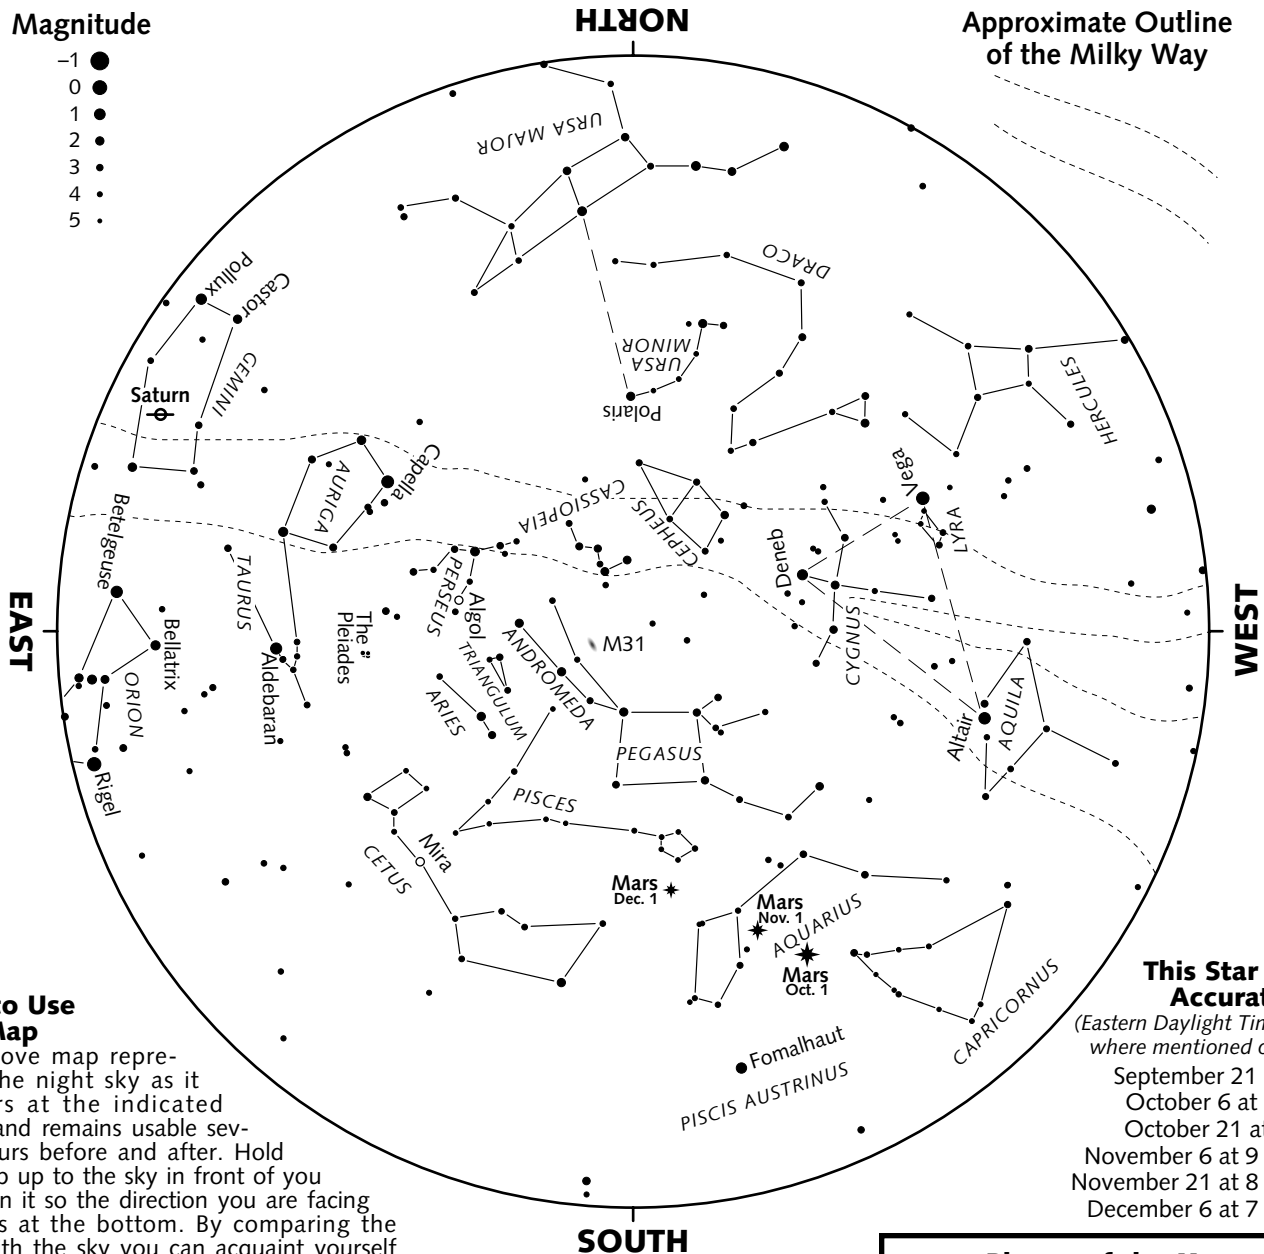 Magnitude
–1
0
1
2
3
4
5
NORTH
Approximate Outline
of the Milky Way
URSA MAJOR
DRACO
Pollux
Castor
GEMINI
Saturn
URSA
MINOR
Polaris
HERCULES
Capella
AURIGA
CASSIOPEIA
CEPHEUS
Vega
LYRA
Deneb
CYGNUS
Betelgeuse
TAURUS
The
Pleiades
PERSEUS
Algol
M31
EAST
WEST
Bellatrix
ORION
Aldebaran
Rigel
TRIANGULUM
ANDROMEDA
ARIES
PEGASUS
Altair
AQUILA
PISCES
CETUS
Mira
Mars
Dec. 1
Mars
Nov. 1
AQUARIUS
Mars
Oct. 1
CAPRICORNUS
Fomalhaut
PISCIS AUSTRINUS
SOUTH
to Use
Map
ove map repre-
he night sky as it
rs at the indicated
and remains usable sev-
urs before and after. Hold
p up to the sky in front of you
n it so the direction you are facing
s at the bottom. By comparing the
th the sky you can acquaint yourself
This Star
Accurat
(Eastern Daylight Tim
where mentioned o
September 21
October 6 at
October 21 at
November 6 at 9
November 21 at 8
December 6 at 7